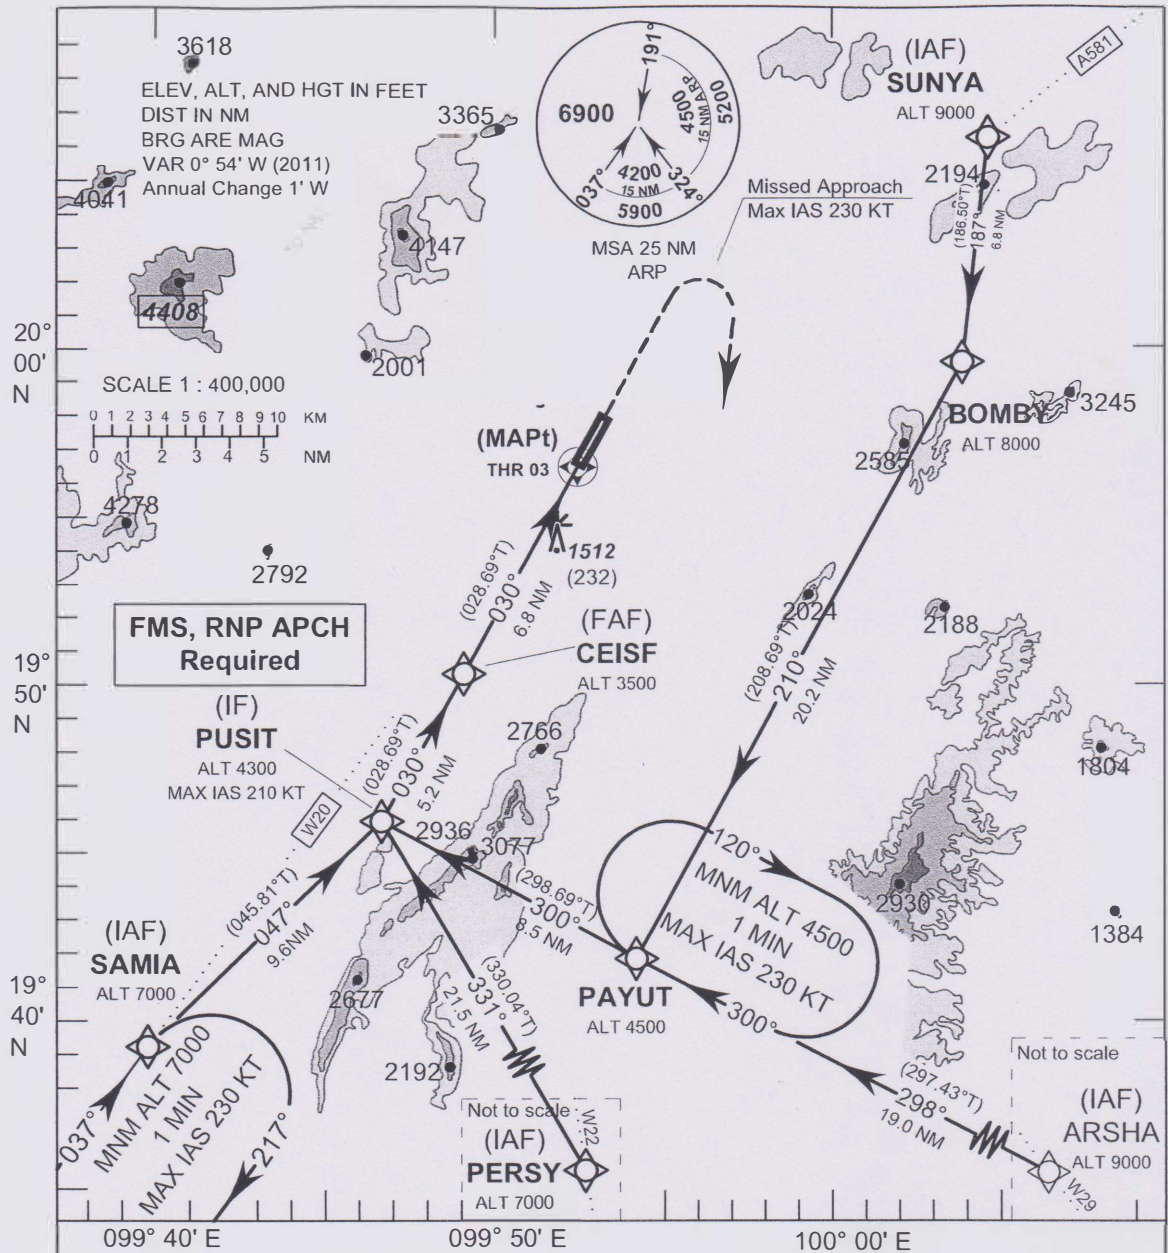 3618
ELEV, ALT, AND HGT IN FEET
DIST IN NM
BRG ARE MAG
VAR 0° 54' W (2011)
Annual Change 1' W
3365
4041
4147
4408
2001
6900
191°
4500
15 NM ARP
5200
037°
4200
15 NM
324°
5900
MSA 25 NM
ARP
Missed Approach
Max IAS 230 KT
(IAF)
SUNYA
ALT 9000
A581
2194
(186.50°T)
187°
6.8 NM
20°
00'
N
SCALE 1 : 400,000
0 1 2 3 4 5 6 7 8 9 10 KM
0 1 2 3 4 5 NM
BOMBY
ALT 8000
3245
2585
(MAPt)
THR 03
4278
2792
1512
(232)
(028.69°T)
030°
6.8 NM
2024
2188
FMS, RNP APCH
Required
(FAF)
CEISF
ALT 3500
(208.69°T)
210°
20.2 NM
19°
50'
N
(IF)
PUSIT
ALT 4300
MAX IAS 210 KT
2766
1804
(028.69°T)
030°
5.2 NM
W20
2936
3077
120°
MNM ALT 4500
1 MIN
MAX IAS 230 KT
2930
1384
(298.69°T)
300°
8.5 NM
(045.81°T)
047°
9.6NM
(IAF)
SAMIA
ALT 7000
PAYUT
ALT 4500
300°
2677
(330.04°T)
331°
21.5 NM
19°
40'
N
2192
MNM ALT 7000
1 MIN
MAX IAS 230 KT
037°
217°
Not to scale
(IAF)
PERSY
ALT 7000
W22
(297.43°T)
298°
19.0 NM
Not to scale
(IAF)
ARSHA
ALT 9000
W29
099° 40' E
099° 50' E
100° 00' E